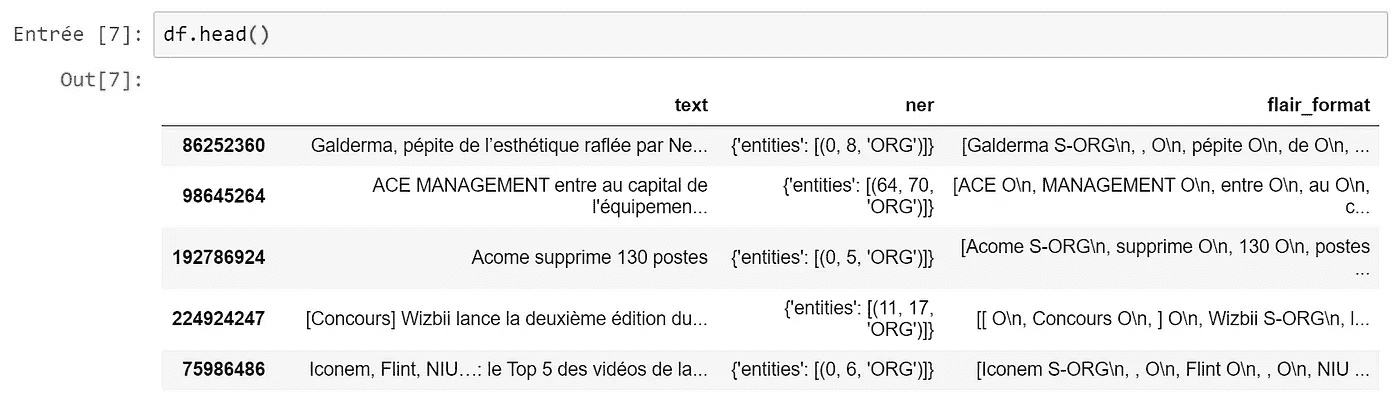 Entrée [7]: df.head()
Out[7]:
text ner flair_format
86252360 Galderma, pépite de l’esthétique raflée par Ne... {'entities': [(0, 8, 'ORG')]} [Galderma S-ORG\n, , O\n, pépite O\n, de O\n, ...
98645264 ACE MANAGEMENT entre au capital de {'entities': [(64, 70, [ACE O\n, MANAGEMENT O\n, entre O\n, au O\n,
l'équipemen... 'ORG')]} c...
192786924 Acome supprime 130 postes {'entities': [(0, 5, 'ORG')]} [Acome S-ORG\n, supprime O\n, 130 O\n, postes
...
224924247 [Concours] Wizbii lance la deuxième édition du... {'entities': [(11, 17, [[ O\n, Concours O\n, ] O\n, Wizbii S-ORG\n, l...
'ORG')]}
75986486 Iconem, Flint, NIU…: le Top 5 des vidéos de la... {'entities': [(0, 6, 'ORG')]} [Iconem S-ORG\n, , O\n, Flint O\n, , O\n, NIU ...